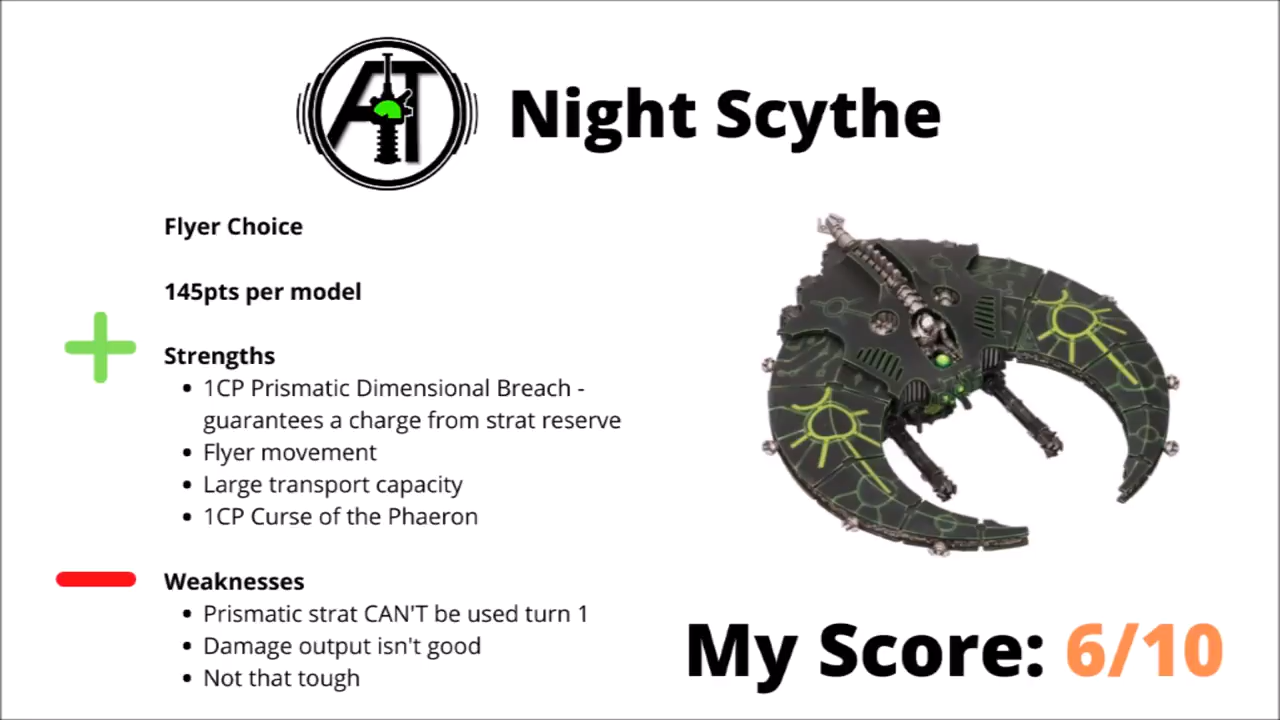 AT
Night Scythe
Flyer Choice
145pts per model
Strengths
• 1CP Prismatic Dimensional Breach -
guarantees a charge from strat reserve
• Flyer movement
• Large transport capacity
• 1CP Curse of the Phaeron
Weaknesses
• Prismatic strat CAN'T be used turn 1
• Damage output isn't good
• Not that tough
My Score: 6/10